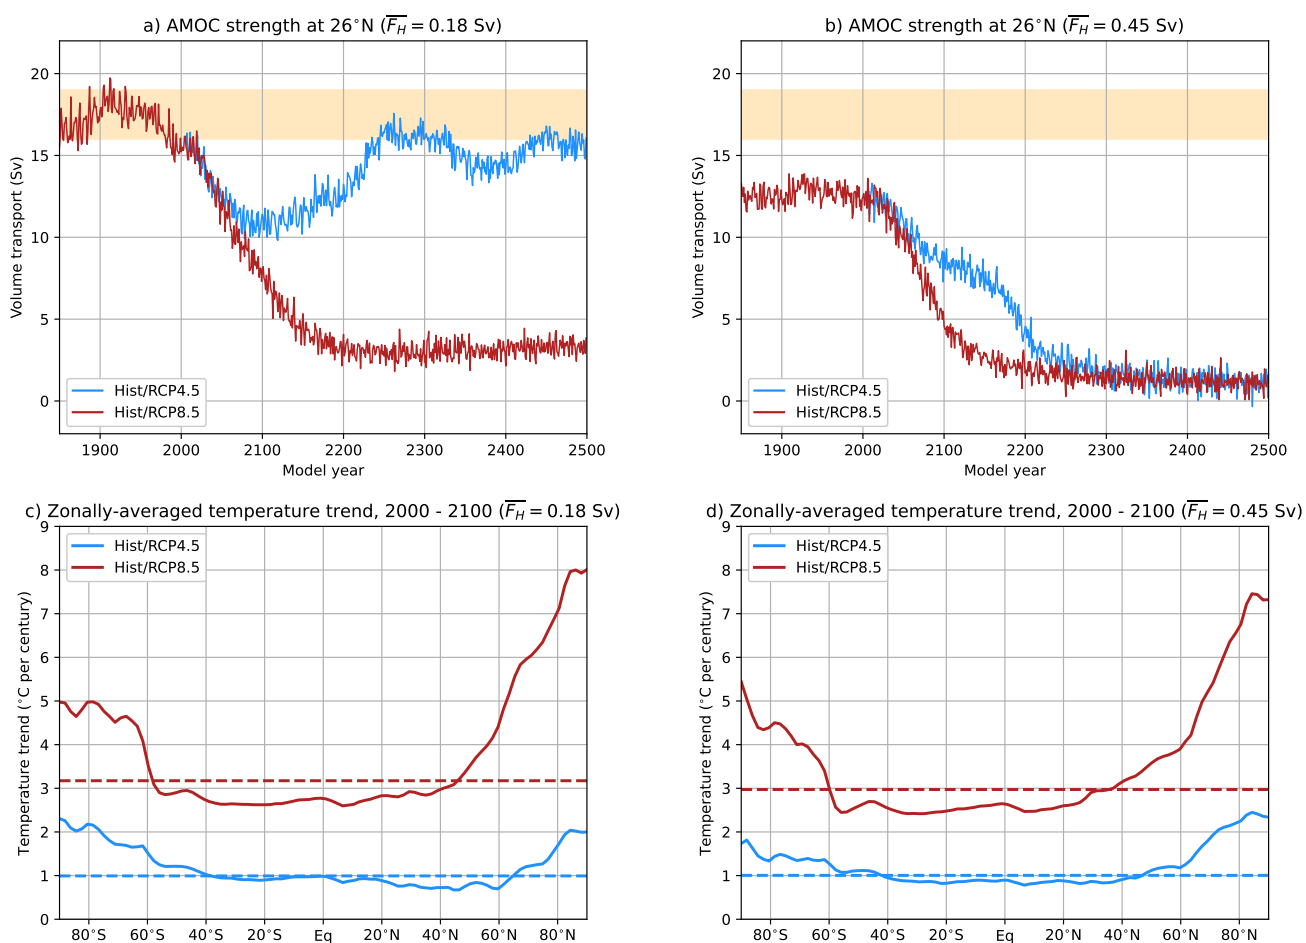 a) AMOC strength at 26°N (F_H = 0.18 Sv)
Volume transport (Sv)
20
15
10
5
0
Hist/RCP4.5
Hist/RCP8.5
1900 2000 2100 2200 2300 2400 2500
Model year
b) AMOC strength at 26°N (F_H = 0.45 Sv)
Volume transport (Sv)
20
15
10
5
0
Hist/RCP4.5
Hist/RCP8.5
1900 2000 2100 2200 2300 2400 2500
Model year
c) Zonally-averaged temperature trend, 2000 - 2100 (F_H = 0.18 Sv)
Temperature trend (°C per century)
9
8
7
6
5
4
3
2
1
0
Hist/RCP4.5
Hist/RCP8.5
80°S 60°S 40°S 20°S Eq 20°N 40°N 60°N 80°N
d) Zonally-averaged temperature trend, 2000 - 2100 (F_H = 0.45 Sv)
Temperature trend (°C per century)
9
8
7
6
5
4
3
2
1
0
Hist/RCP4.5
Hist/RCP8.5
80°S 60°S 40°S 20°S Eq 20°N 40°N 60°N 80°N